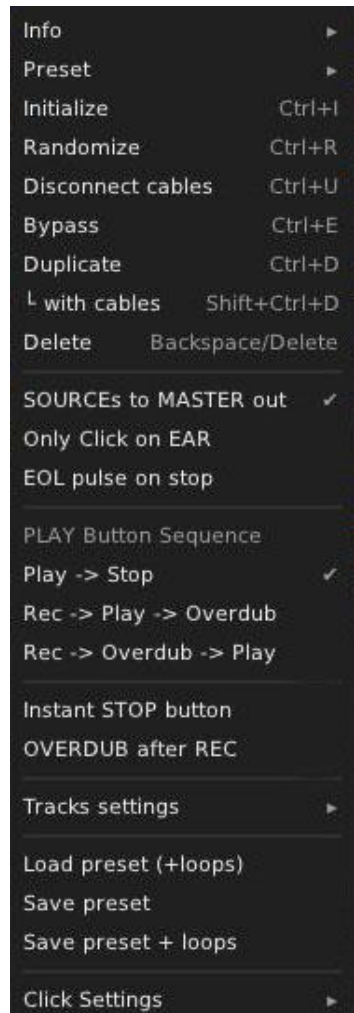 Info ▸
Preset ▸
Initialize Ctrl+I
Randomize Ctrl+R
Disconnect cables Ctrl+U
Bypass Ctrl+E
Duplicate Ctrl+D
└ with cables Shift+Ctrl+D
Delete Backspace/Delete
SOURCEs to MASTER out ✔
Only Click on EAR
EOL pulse on stop
PLAY Button Sequence
Play -> Stop ✔
Rec -> Play -> Overdub
Rec -> Overdub -> Play
Instant STOP button
OVERDUB after REC
Tracks settings ▸
Load preset (+loops)
Save preset
Save preset + loops
Click Settings ▸